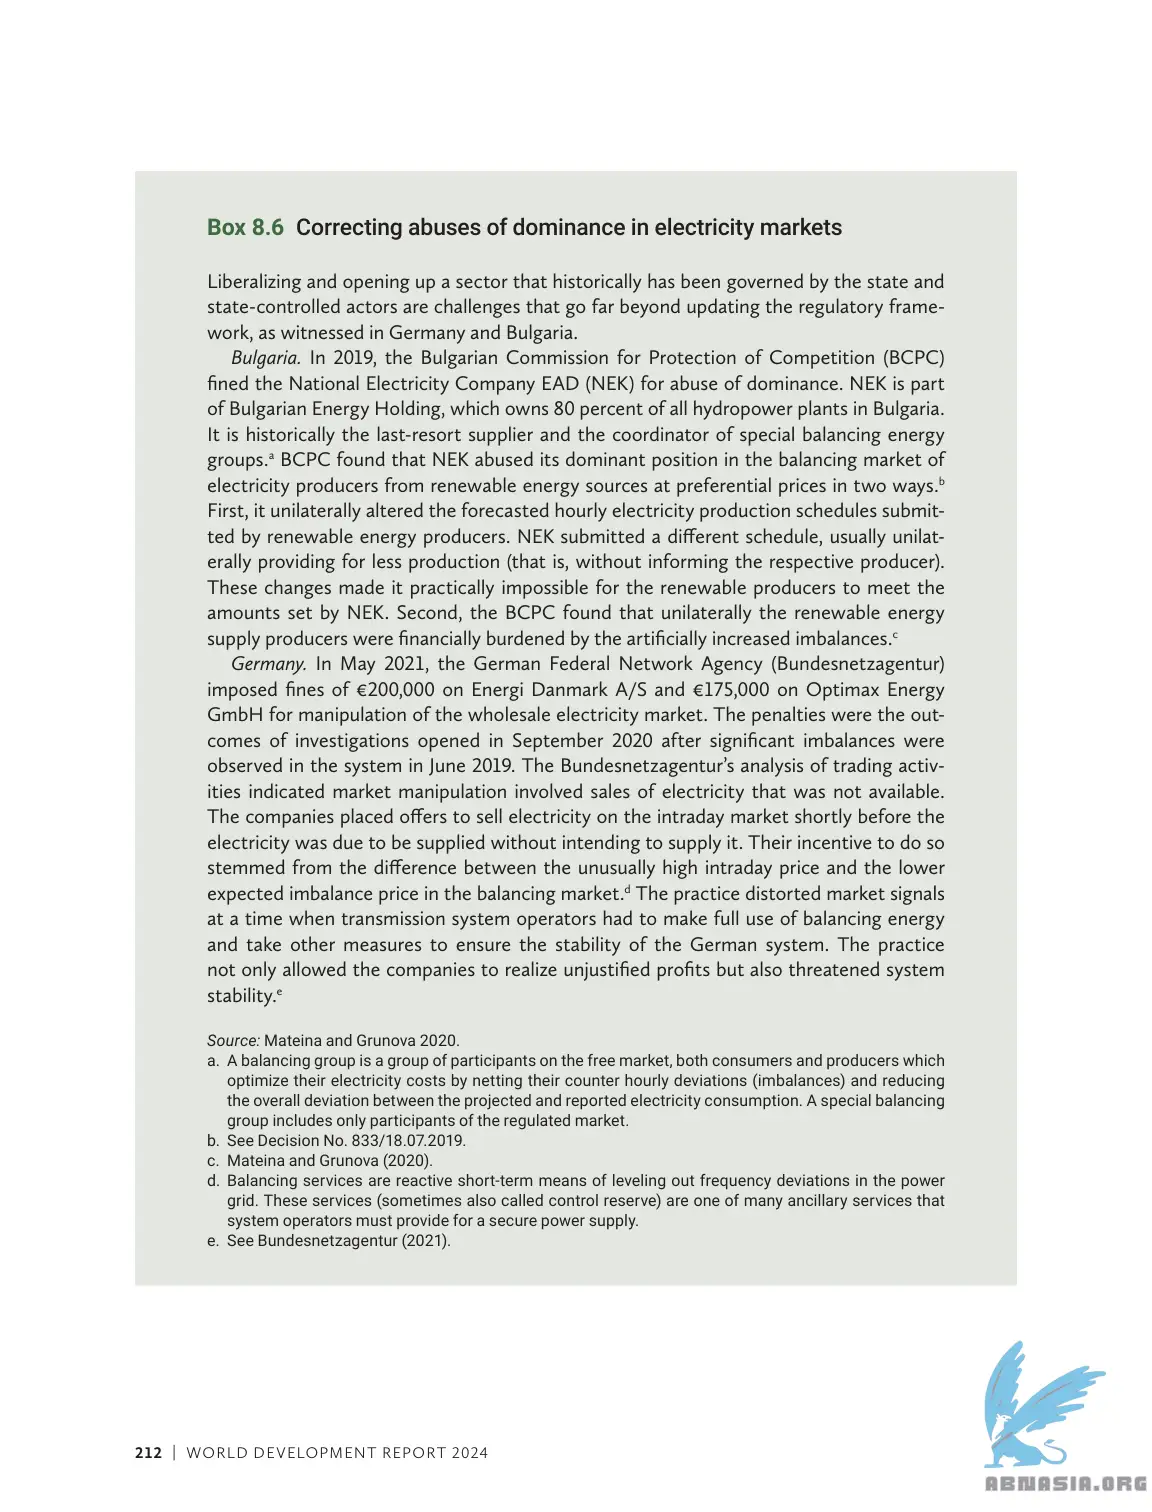 Box 8.6 Correcting abuses of dominance in electricity markets
Liberalizing and opening up a sector that historically has been governed by the state and
state-controlled actors are challenges that go far beyond updating the regulatory frame-
work, as witnessed in Germany and Bulgaria.
Bulgaria. In 2019, the Bulgarian Commission for Protection of Competition (BCPC)
fined the National Electricity Company EAD (NEK) for abuse of dominance. NEK is part
of Bulgarian Energy Holding, which owns 80 percent of all hydropower plants in Bulgaria.
It is historically the last-resort supplier and the coordinator of special balancing energy
groups.a BCPC found that NEK abused its dominant position in the balancing market of
electricity producers from renewable energy sources at preferential prices in two ways.b
First, it unilaterally altered the forecasted hourly electricity production schedules submit-
ted by renewable energy producers. NEK submitted a different schedule, usually unilat-
erally providing for less production (that is, without informing the respective producer).
These changes made it practically impossible for the renewable producers to meet the
amounts set by NEK. Second, the BCPC found that unilaterally the renewable energy
supply producers were financially burdened by the artificially increased imbalances.c
Germany. In May 2021, the German Federal Network Agency (Bundesnetzagentur)
imposed fines of €200,000 on Energi Danmark A/S and €175,000 on Optimax Energy
GmbH for manipulation of the wholesale electricity market. The penalties were the out-
comes of investigations opened in September 2020 after significant imbalances were
observed in the system in June 2019. The Bundesnetzagentur’s analysis of trading activ-
ities indicated market manipulation involved sales of electricity that was not available.
The companies placed offers to sell electricity on the intraday market shortly before the
electricity was due to be supplied without intending to supply it. Their incentive to do so
stemmed from the difference between the unusually high intraday price and the lower
expected imbalance price in the balancing market.d The practice distorted market signals
at a time when transmission system operators had to make full use of balancing energy
and take other measures to ensure the stability of the German system. The practice
not only allowed the companies to realize unjustified profits but also threatened system
stability.e
Source: Mateina and Grunova 2020.
a. A balancing group is a group of participants on the free market, both consumers and producers which
optimize their electricity costs by netting their counter hourly deviations (imbalances) and reducing
the overall deviation between the projected and reported electricity consumption. A special balancing
group includes only participants of the regulated market.
b. See Decision No. 833/18.07.2019.
c. Mateina and Grunova (2020).
d. Balancing services are reactive short-term means of leveling out frequency deviations in the power
grid. These services (sometimes also called control reserve) are one of many ancillary services that
system operators must provide for a secure power supply.
e. See Bundesnetzagentur (2021).
212 | WORLD DEVELOPMENT REPORT 2024
ABNASIA.ORG